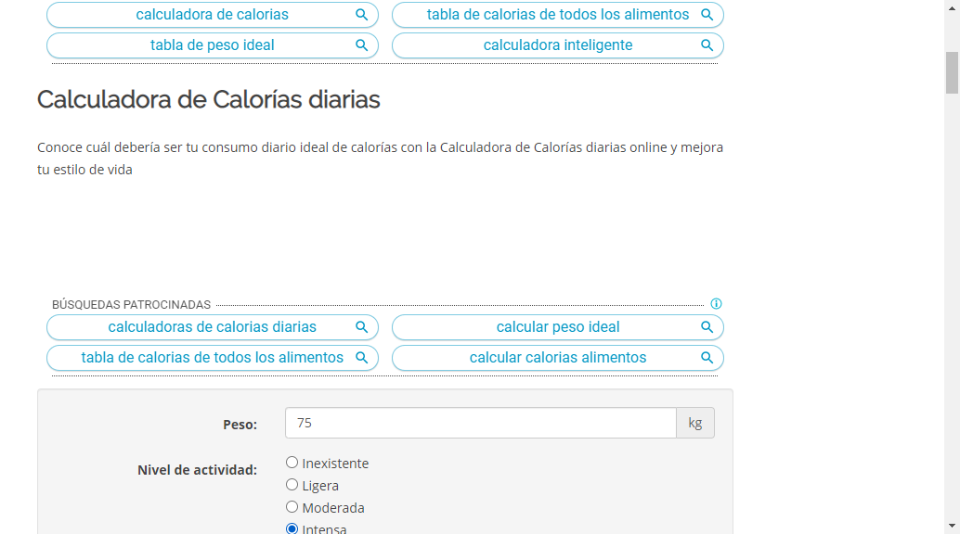 calculadora de calorias
tabla de calorias de todos los alimentos
tabla de peso ideal
calculadora inteligente
Calculadora de Calorías diarias
Conoce cuál debería ser tu consumo diario ideal de calorías con la Calculadora de Calorías diarias online y mejora
tu estilo de vida
BÚSQUEDAS PATROCINADAS
calculadoras de calorias diarias
calcular peso ideal
tabla de calorias de todos los alimentos
calcular calorias alimentos
Peso: 75 kg
Nivel de actividad: Inexistente
Ligera
Moderada
Intensa